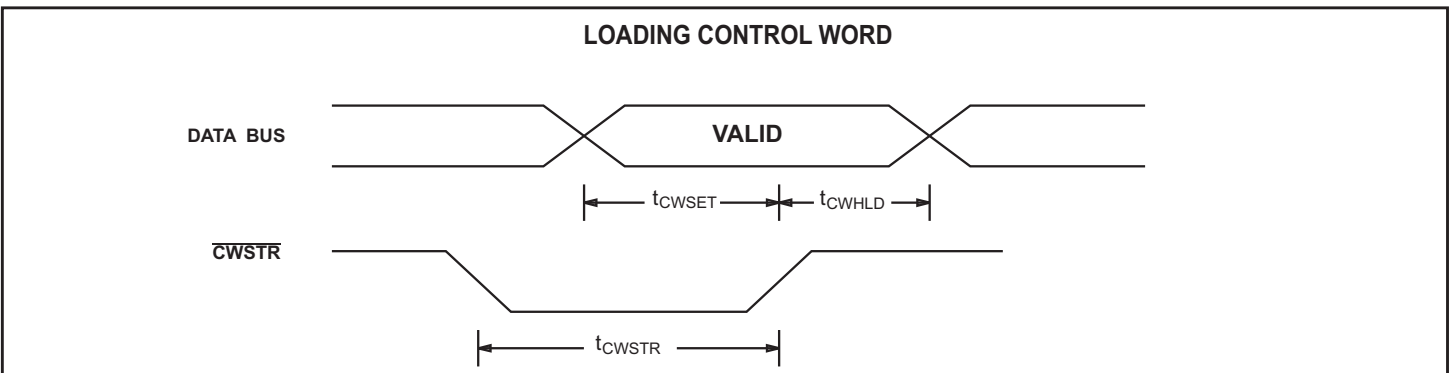 LOADING CONTROL WORD
DATA BUS
VALID
tCWSET
tCWHLD
CWSTR
tCWSTR